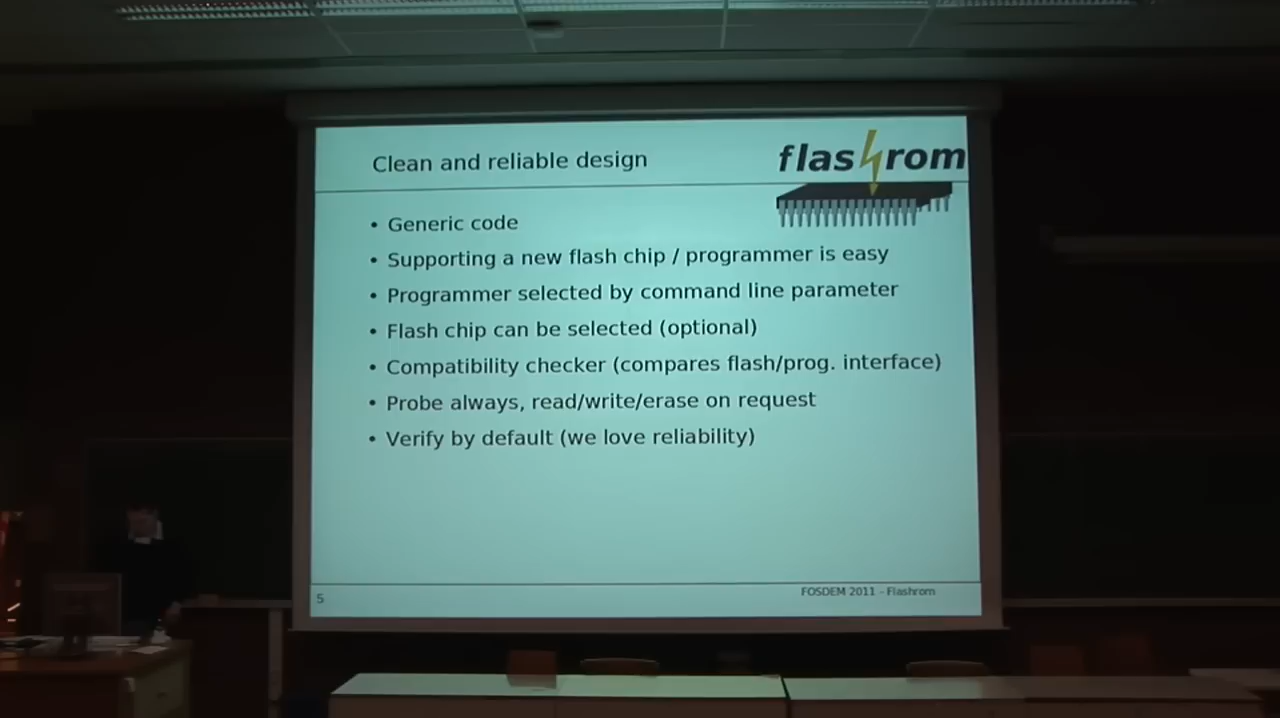 Clean and reliable design
flashrom
• Generic code
• Supporting a new flash chip / programmer is easy
• Programmer selected by command line parameter
• Flash chip can be selected (optional)
• Compatibility checker (compares flash/prog. interface)
• Probe always, read/write/erase on request
• Verify by default (we love reliability)
5
FOSDEM 2011 - Flashrom